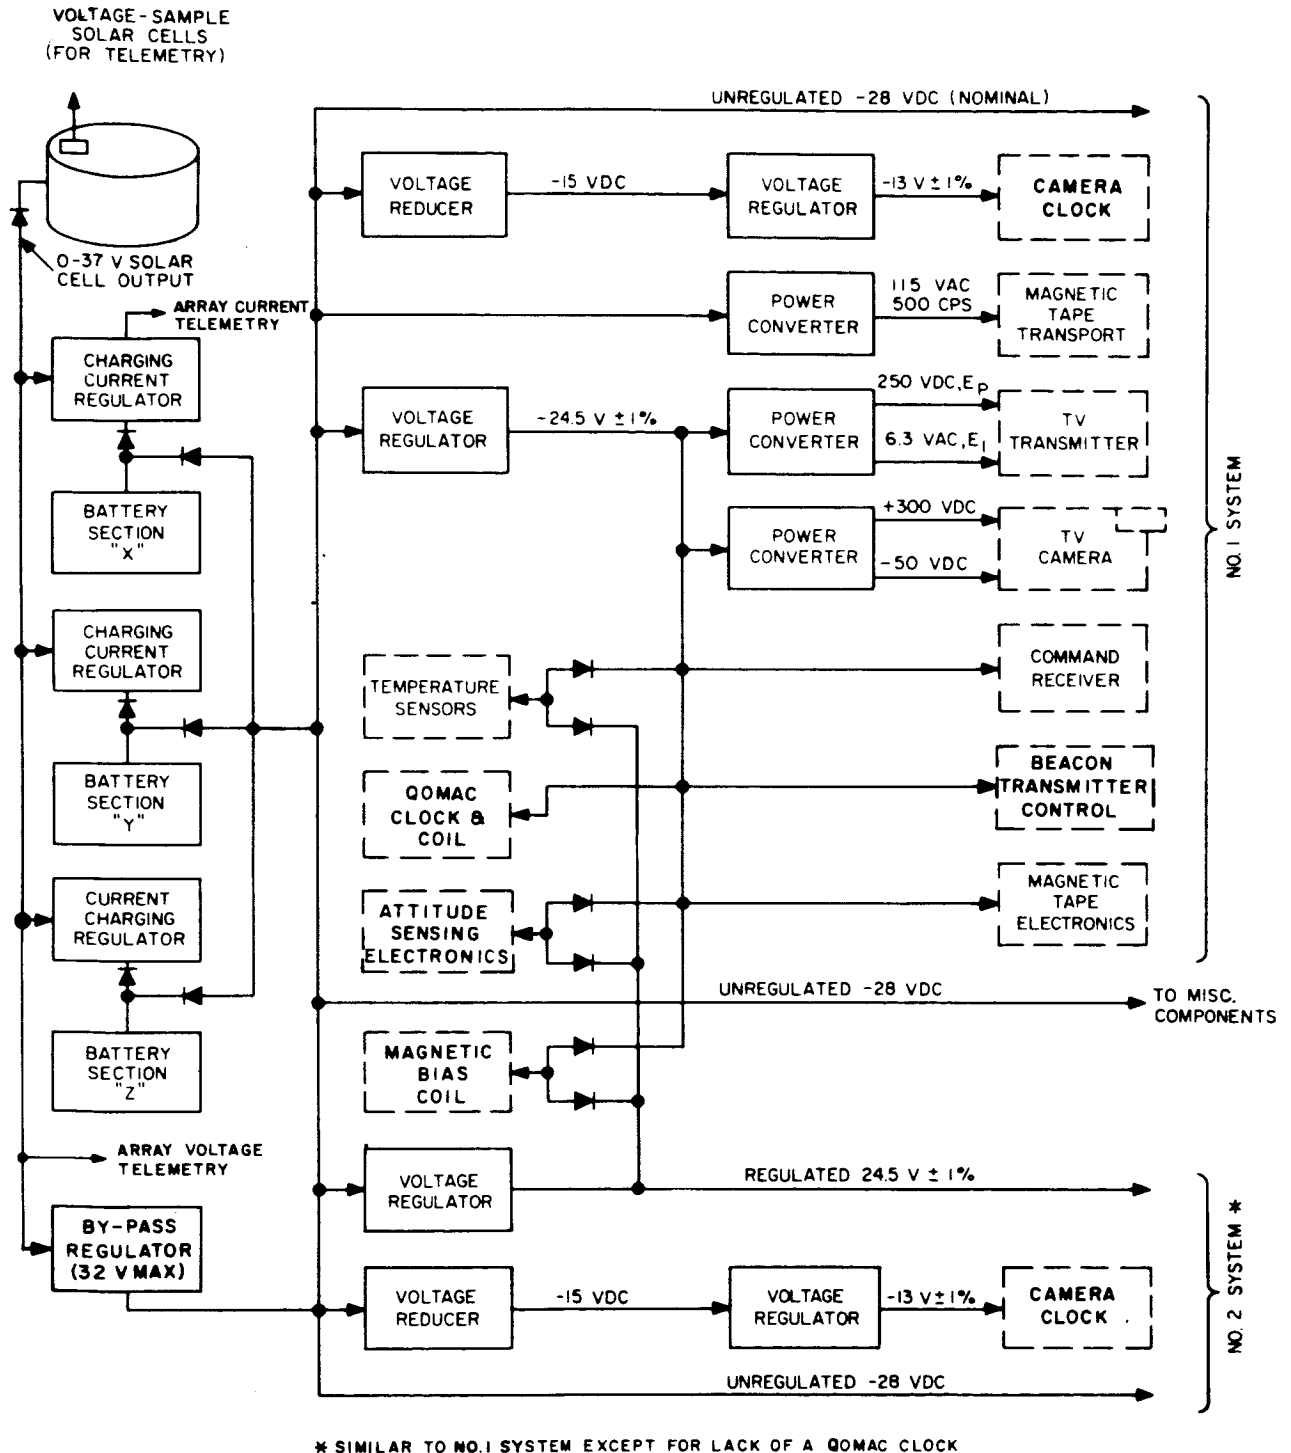 VOLTAGE-SAMPLE
SOLAR CELLS
(FOR TELEMETRY)
0-37 V SOLAR
CELL OUTPUT
ARRAY CURRENT
TELEMETRY
CHARGING
CURRENT
REGULATOR
BATTERY
SECTION
"X"
CHARGING
CURRENT
REGULATOR
BATTERY
SECTION
"Y"
CURRENT
CHARGING
REGULATOR
BATTERY
SECTION
"Z"
ARRAY VOLTAGE
TELEMETRY
BY-PASS
REGULATOR
(32 V MAX)
UNREGULATED -28 VDC (NOMINAL)
VOLTAGE
REDUCER
-15 VDC
VOLTAGE
REGULATOR
-13 V ± 1%
CAMERA
CLOCK
POWER
CONVERTER
115 VAC
500 CPS
MAGNETIC
TAPE
TRANSPORT
VOLTAGE
REGULATOR
-24.5 V ± 1%
POWER
CONVERTER
250 VDC, Ep
6.3 VAC, E1
TV
TRANSMITTER
POWER
CONVERTER
+300 VDC
-50 VDC
TV
CAMERA
TEMPERATURE
SENSORS
COMMAND
RECEIVER
QOMAC
CLOCK &
COIL
BEACON
TRANSMITTER
CONTROL
ATTITUDE
SENSING
ELECTRONICS
MAGNETIC
TAPE
ELECTRONICS
NO. 1 SYSTEM
UNREGULATED -28 VDC
TO MISC.
COMPONENTS
MAGNETIC
BIAS
COIL
VOLTAGE
REGULATOR
REGULATED 24.5 V ± 1%
VOLTAGE
REDUCER
-15 VDC
VOLTAGE
REGULATOR
-13 V ± 1%
CAMERA
CLOCK
UNREGULATED -28 VDC
NO. 2 SYSTEM *
* SIMILAR TO NO. 1 SYSTEM EXCEPT FOR LACK OF A QOMAC CLOCK